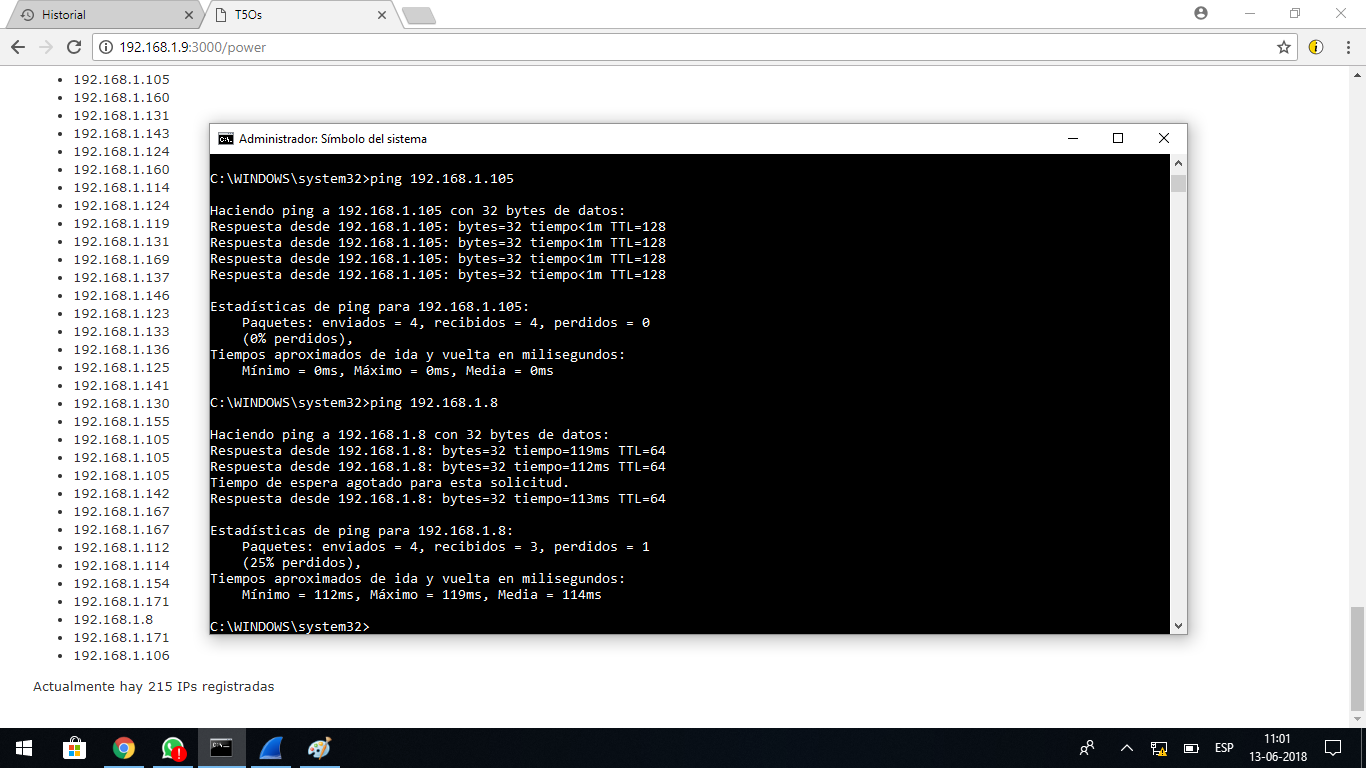 Historial
T5Os
192.168.1.9:3000/power
192.168.1.105
192.168.1.160
192.168.1.131
192.168.1.143
192.168.1.124
192.168.1.160
192.168.1.114
192.168.1.124
192.168.1.119
192.168.1.131
192.168.1.169
192.168.1.137
192.168.1.146
192.168.1.123
192.168.1.133
192.168.1.136
192.168.1.125
192.168.1.141
192.168.1.130
192.168.1.155
192.168.1.105
192.168.1.105
192.168.1.105
192.168.1.142
192.168.1.167
192.168.1.167
192.168.1.112
192.168.1.114
192.168.1.154
192.168.1.171
192.168.1.8
192.168.1.171
192.168.1.106
Actualmente hay 215 IPs registradas
Administrador: Símbolo del sistema
C:\WINDOWS\system32>ping 192.168.1.105
Haciendo ping a 192.168.1.105 con 32 bytes de datos:
Respuesta desde 192.168.1.105: bytes=32 tiempo<1m TTL=128
Respuesta desde 192.168.1.105: bytes=32 tiempo<1m TTL=128
Respuesta desde 192.168.1.105: bytes=32 tiempo<1m TTL=128
Respuesta desde 192.168.1.105: bytes=32 tiempo<1m TTL=128
Estadísticas de ping para 192.168.1.105:
Paquetes: enviados = 4, recibidos = 4, perdidos = 0
(0% perdidos),
Tiempos aproximados de ida y vuelta en milisegundos:
Mínimo = 0ms, Máximo = 0ms, Media = 0ms
C:\WINDOWS\system32>ping 192.168.1.8
Haciendo ping a 192.168.1.8 con 32 bytes de datos:
Respuesta desde 192.168.1.8: bytes=32 tiempo=119ms TTL=64
Respuesta desde 192.168.1.8: bytes=32 tiempo=112ms TTL=64
Tiempo de espera agotado para esta solicitud.
Respuesta desde 192.168.1.8: bytes=32 tiempo=113ms TTL=64
Estadísticas de ping para 192.168.1.8:
Paquetes: enviados = 4, recibidos = 3, perdidos = 1
(25% perdidos),
Tiempos aproximados de ida y vuelta en milisegundos:
Mínimo = 112ms, Máximo = 119ms, Media = 114ms
C:\WINDOWS\system32>
ESP
11:01
13-06-2018